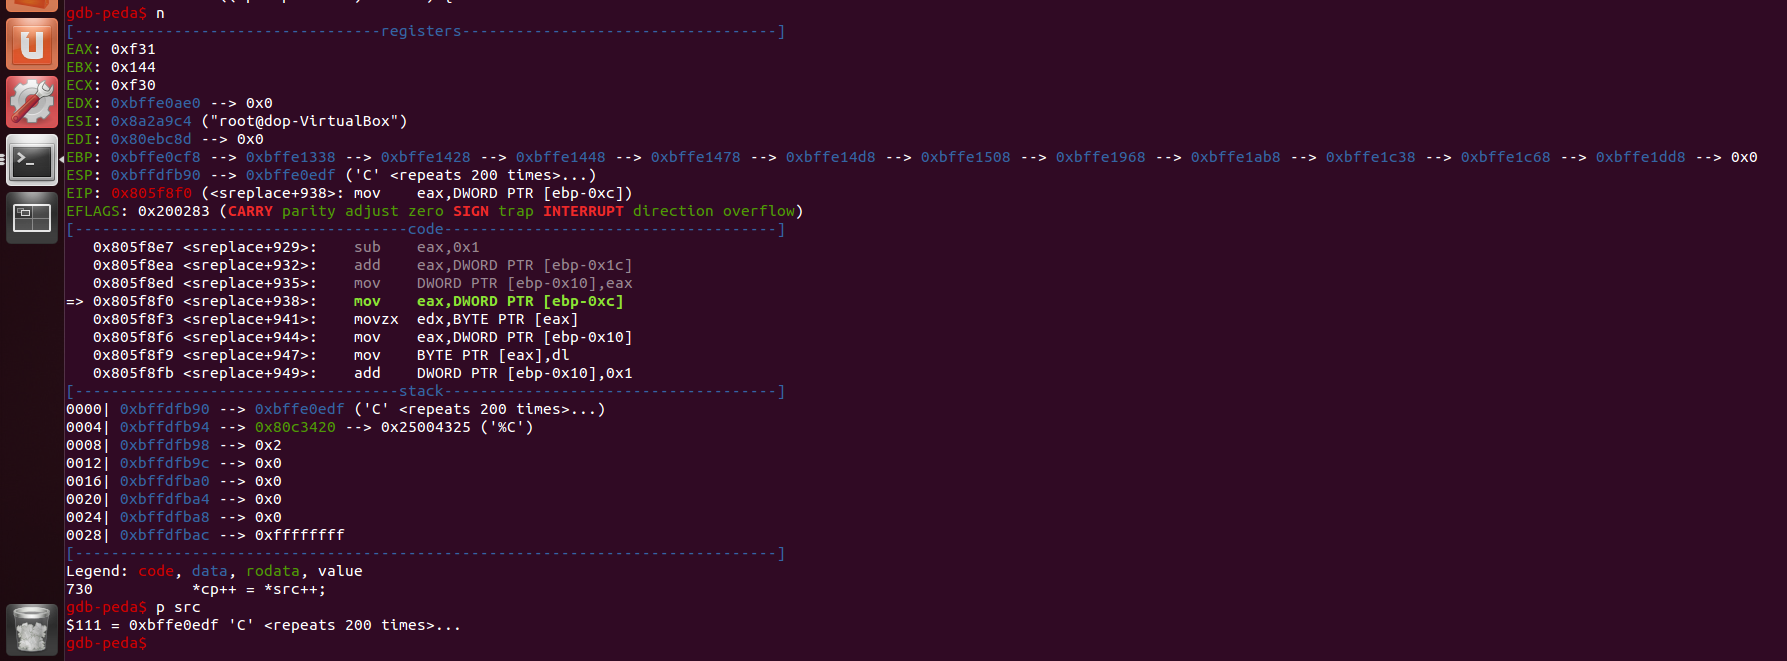 gdb-peda$ n
[----------------------------------registers-----------------------------------]
EAX: 0xf31
EBX: 0x144
ECX: 0xf30
EDX: 0xbffe0ae0 --> 0x0
ESI: 0x8a2a9c4 ("root@dop-VirtualBox")
EDI: 0x80ebc8d --> 0x0
EBP: 0xbffe0cf8 --> 0xbffe1338 --> 0xbffe1428 --> 0xbffe1448 --> 0xbffe1478 --> 0xbffe14d8 --> 0xbffe1508 --> 0xbffe1968 --> 0xbffe1ab8 --> 0xbffe1c38 --> 0xbffe1c68 --> 0xbffe1dd8 --> 0x0
ESP: 0xbffdfb90 --> 0xbffe0edf ('C' <repeats 200 times>...)
EIP: 0x805f8f0 (<sreplace+938>: mov    eax,DWORD PTR [ebp-0xc])
EFLAGS: 0x200283 (CARRY parity adjust zero SIGN trap INTERRUPT direction overflow)
[-------------------------------------code-------------------------------------]
   0x805f8e7 <sreplace+929>:    sub    eax,0x1
   0x805f8ea <sreplace+932>:    add    eax,DWORD PTR [ebp-0x1c]
   0x805f8ed <sreplace+935>:    mov    DWORD PTR [ebp-0x10],eax
=> 0x805f8f0 <sreplace+938>:    mov    eax,DWORD PTR [ebp-0xc]
   0x805f8f3 <sreplace+941>:    movzx  edx,BYTE PTR [eax]
   0x805f8f6 <sreplace+944>:    mov    eax,DWORD PTR [ebp-0x10]
   0x805f8f9 <sreplace+947>:    mov    BYTE PTR [eax],dl
   0x805f8fb <sreplace+949>:    add    DWORD PTR [ebp-0x10],0x1
[------------------------------------stack-------------------------------------]
0000| 0xbffdfb90 --> 0xbffe0edf ('C' <repeats 200 times>...)
0004| 0xbffdfb94 --> 0x80c3420 --> 0x25004325 ('%C')
0008| 0xbffdfb98 --> 0x2
0012| 0xbffdfb9c --> 0x0
0016| 0xbffdfba0 --> 0x0
0020| 0xbffdfba4 --> 0x0
0024| 0xbffdfba8 --> 0x0
0028| 0xbffdfbac --> 0xffffffff
[------------------------------------------------------------------------------]
Legend: code, data, rodata, value
730           *cp++ = *src++;
gdb-peda$ p src
$111 = 0xbffe0edf 'C' <repeats 200 times>...
gdb-peda$